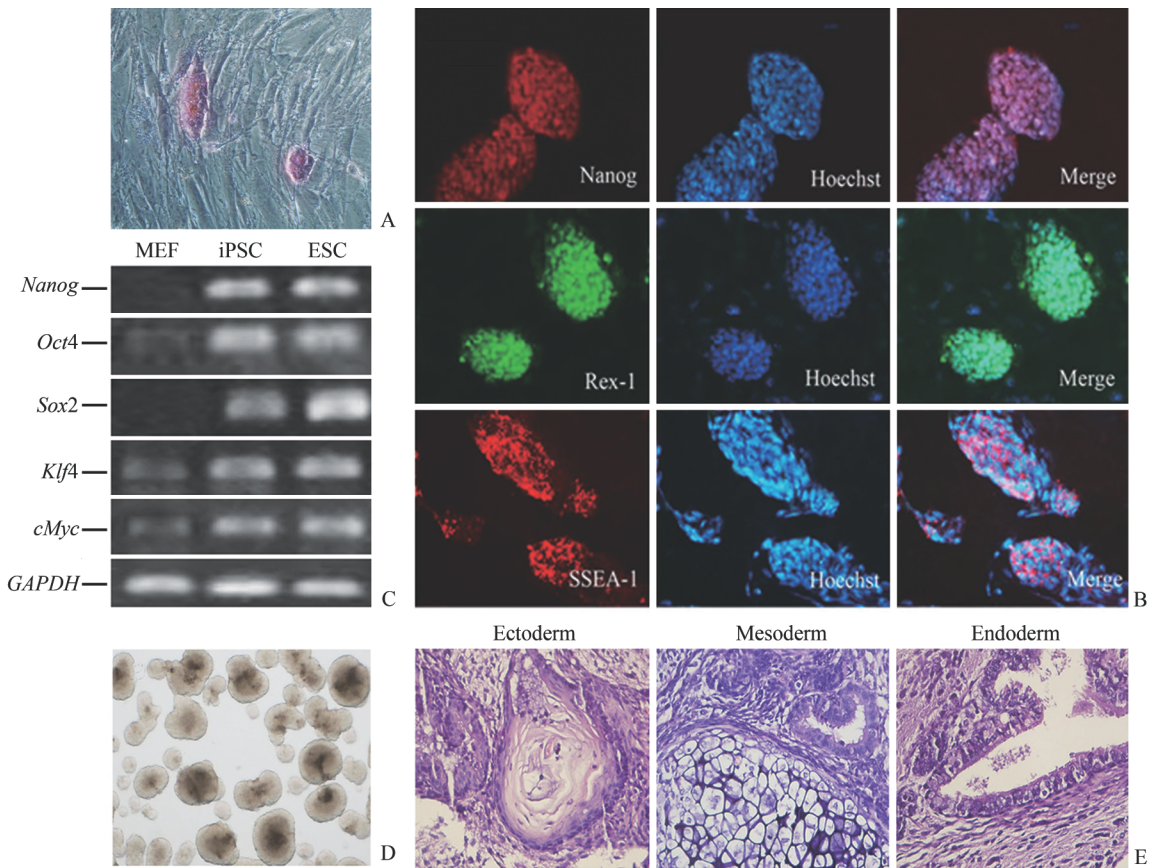 A
MEF iPSC ESC
Nanog
Oct4
Sox2
Klf4
cMyc
GAPDH
C
Nanog Hoechst Merge
Rex-1 Hoechst Merge
SSEA-1 Hoechst Merge
B
D
Ectoderm Mesoderm Endoderm
E